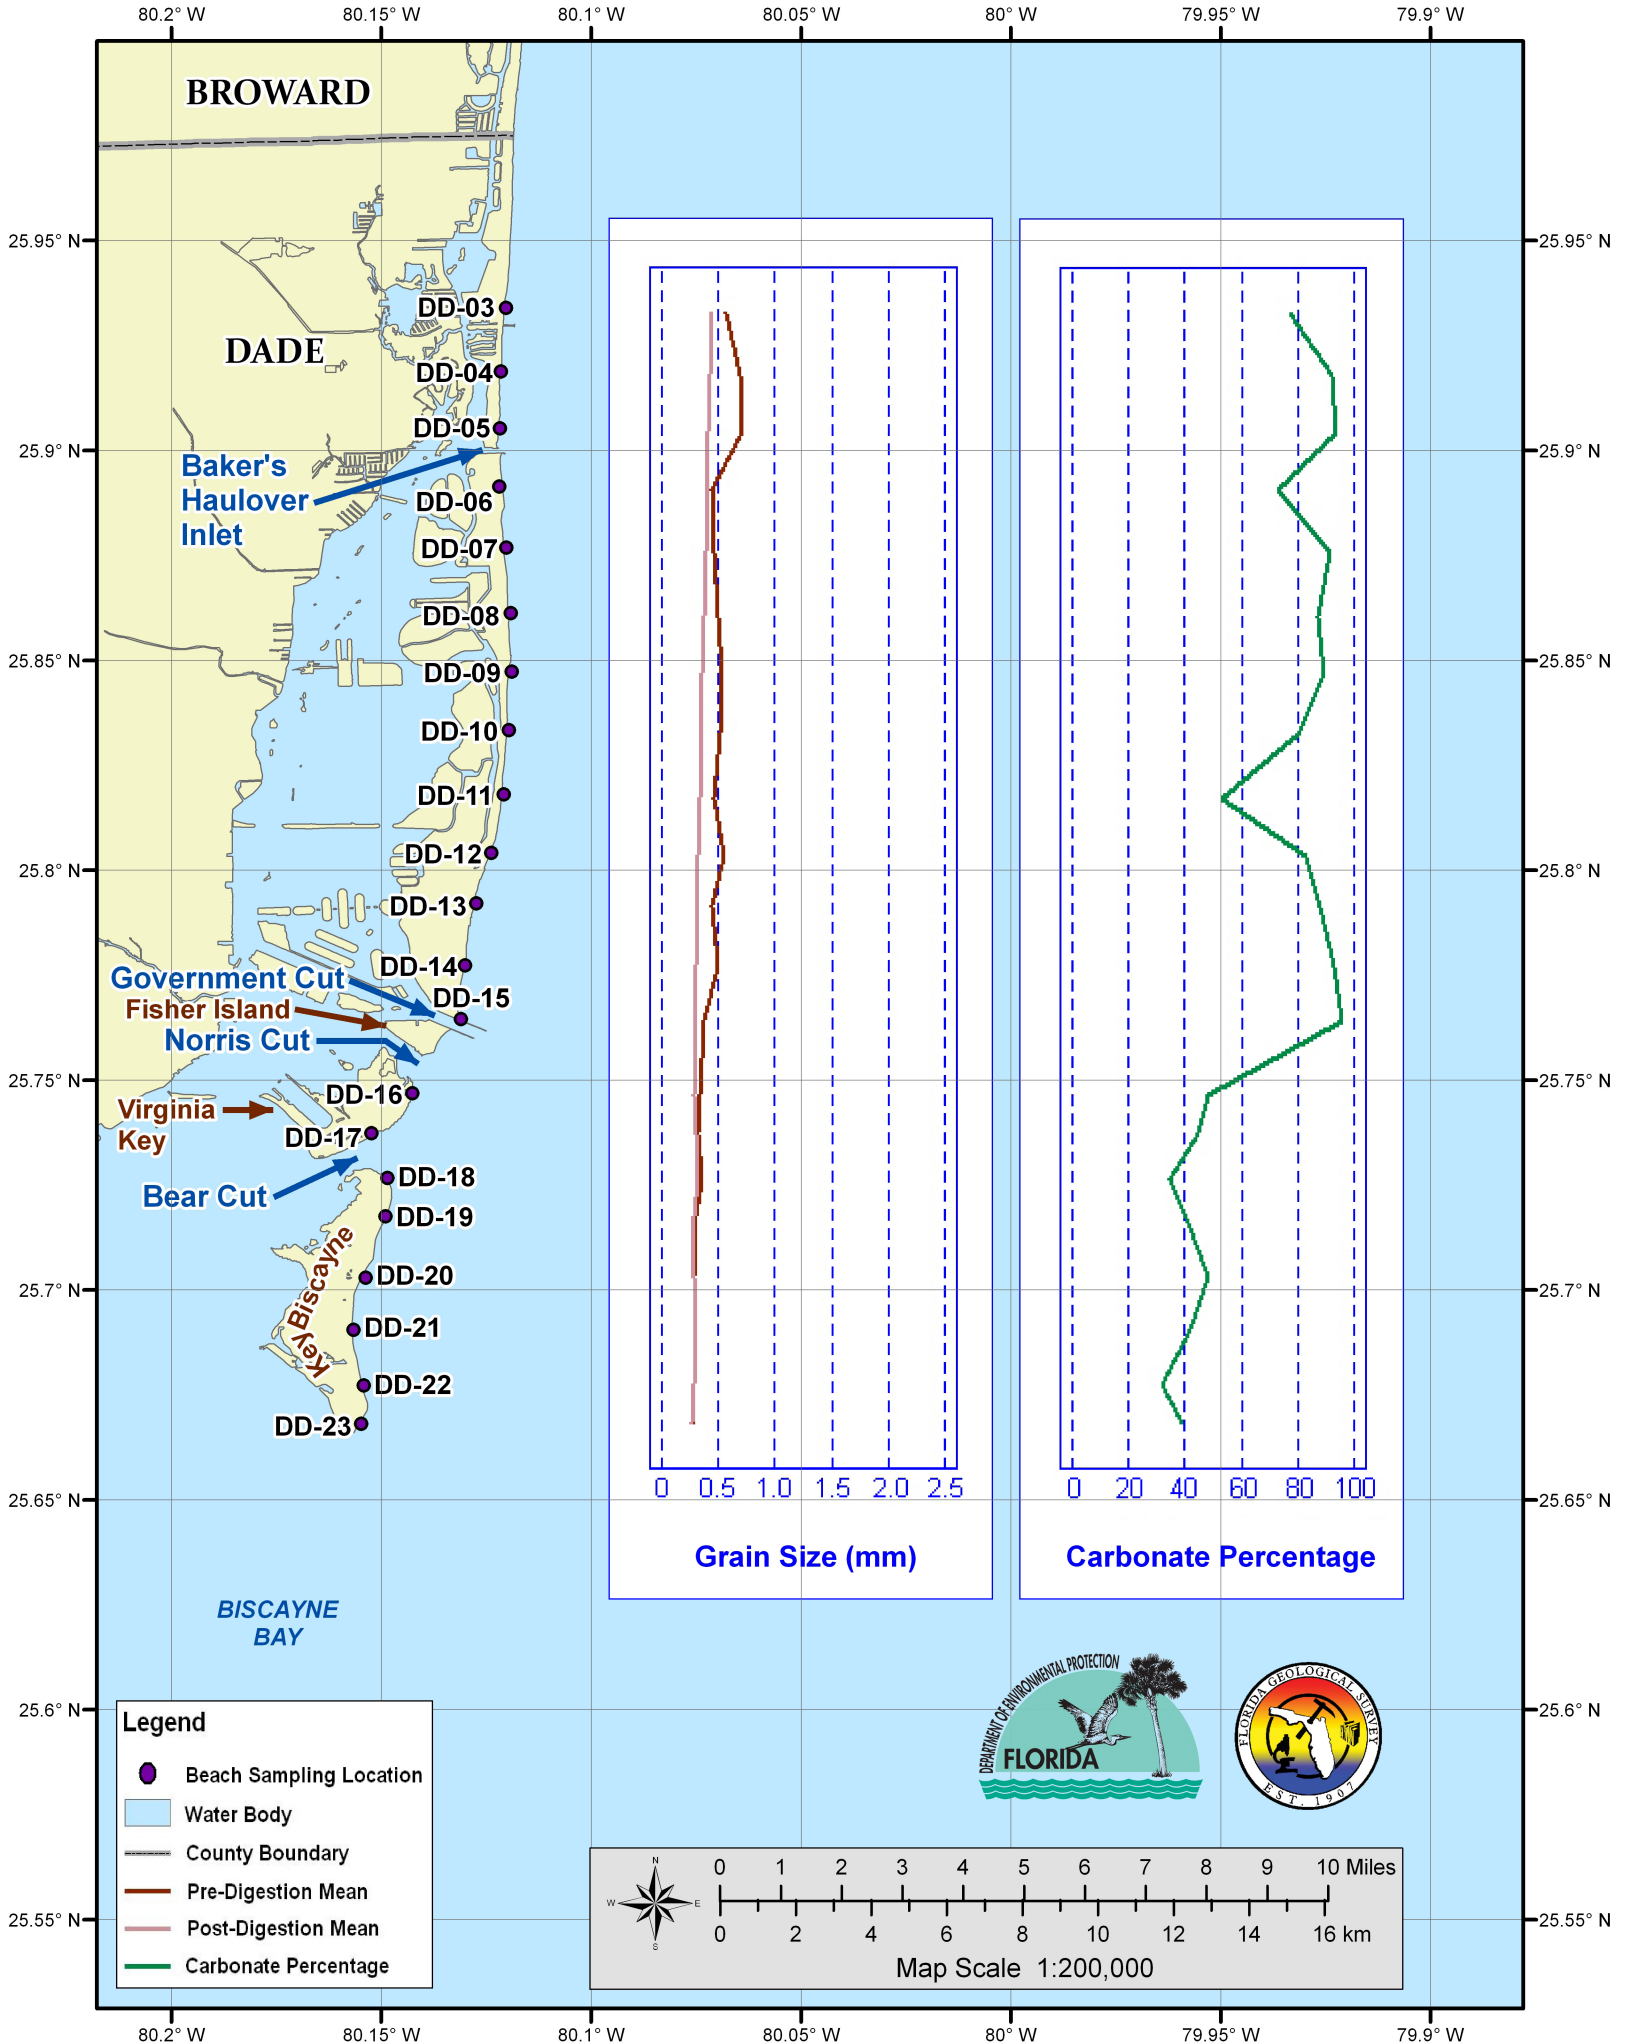 80.2° W 80.15° W 80.1° W 80.05° W 80° W 79.95° W 79.9° W
BROWARD
25.95° N 25.95° N
DD-03
DADE
DD-04
DD-05
25.9° N 25.9° N
Baker's
Haulover
Inlet
DD-06
DD-07
DD-08
25.85° N 25.85° N
DD-09
DD-10
DD-11
DD-12
25.8° N 25.8° N
DD-13
DD-14
Government Cut
DD-15
Fisher Island
Norris Cut
25.75° N 25.75° N
DD-16
Virginia
Key
DD-17
DD-18
Bear Cut
DD-19
Key Biscayne
DD-20
25.7° N 25.7° N
DD-21
DD-22
DD-23
0 0.5 1.0 1.5 2.0 2.5
0 20 40 60 80 100
25.65° N 25.65° N
Grain Size (mm)
Carbonate Percentage
BISCAYNE
BAY
DEPARTMENT OF ENVIRONMENTAL PROTECTION
FLORIDA
FLORIDA GEOLOGICAL SURVEY
EST. 1907
25.6° N 25.6° N
Legend
Beach Sampling Location
Water Body
County Boundary
Pre-Digestion Mean
Post-Digestion Mean
Carbonate Percentage
N
W E
S
0 1 2 3 4 5 6 7 8 9 10 Miles
0 2 4 6 8 10 12 14 16 km
Map Scale 1:200,000
25.55° N 25.55° N
80.2° W 80.15° W 80.1° W 80.05° W 80° W 79.95° W 79.9° W